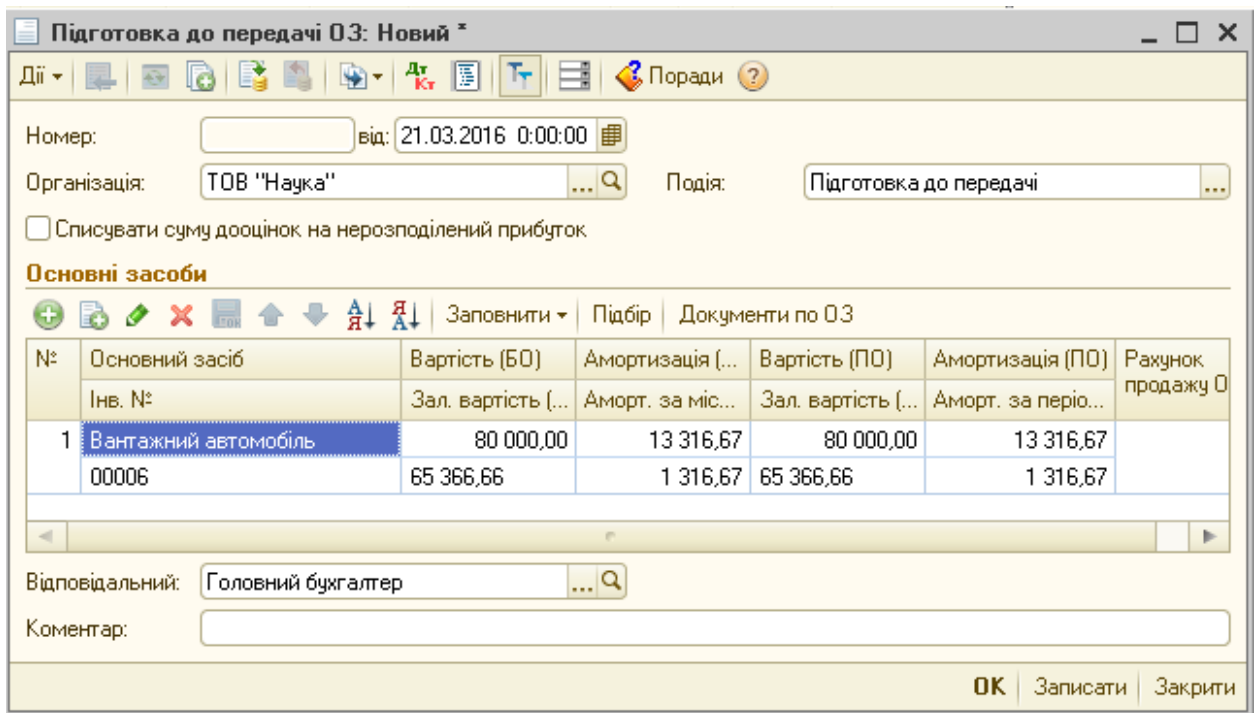 Підготовка до передачі ОЗ: Новий *
Дії Дт Кт Поради
Номер: від: 21.03.2016 0:00:00
Організація: ТОВ "Наука" ... Подія: Підготовка до передачі ...
Списувати суму дооцінок на нерозподілений прибуток
Основні засоби
Заповнити Підбір Документи по ОЗ
№ Основний засіб Вартість (БО) Амортизація (... Вартість (ПО) Амортизація (ПО) Рахунок продажу О
Інв. № Зал. вартість (... Аморт. за міс... Зал. вартість (... Аморт. за періо...
1 Вантажний автомобіль 80 000,00 13 316,67 80 000,00 13 316,67
00006 65 366,66 1 316,67 65 366,66 1 316,67
Відповідальний: Головний бухгалтер ...
Коментар:
OK Записати Закрити